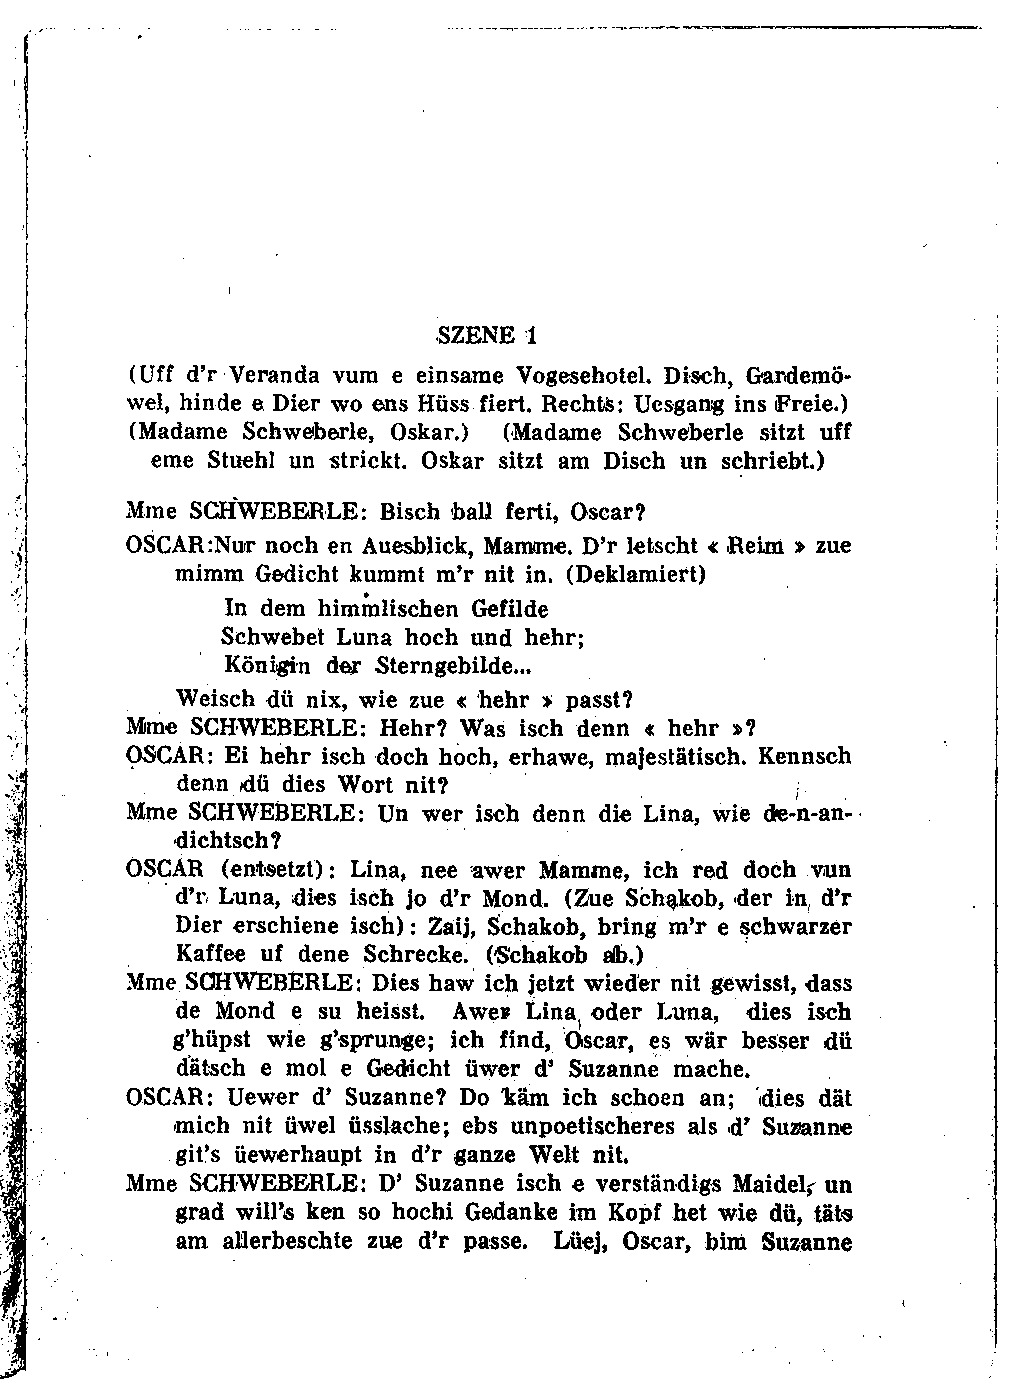 SZENE 1
(Uff d'r Veranda vum e einsame Vogesehotel. Disch, Gardemö-
wel, hinde e Dier wo ens Hüss fiert. Rechts: Uesgang ins Freie.)
(Madame Schweberle, Oskar.) (Madame Schweberle sitzt uff
eme Stuehl un strickt. Oskar sitzt am Disch un schriebt.)
Mme SCHWEBERLE: Bisch ball ferti, Oscar?
OSCAR:Nur noch en Auesblick, Mamme. D'r letscht « Reim » zue
mimm Gedicht kummt m'r nit in. (Deklamiert)
In dem himmlischen Gefilde
Schwebet Luna hoch und hehr;
Königin der Sterngebilde...
Weisch dü nix, wie zue « hehr » passt?
Mme SCHWEBERLE: Hehr? Was isch denn « hehr »?
OSCAR: Ei hehr isch doch hoch, erhawe, majestätisch. Kennsch
denn dü dies Wort nit?
Mme SCHWEBERLE: Un wer isch denn die Lina, wie de-n-an-
dichtsch?
OSCAR (entsetzt): Lina, nee awer Mamme, ich red doch vun
d'r Luna, dies isch jo d'r Mond. (Zue Schakob, der in d'r
Dier erschiene isch): Zaij, Schakob, bring m'r e schwarzer
Kaffee uf dene Schrecke. (Schakob ab.)
Mme SCHWEBERLE: Dies haw ich jetzt wieder nit gewisst, dass
de Mond e su heisst. Awer Lina oder Luna, dies isch
g'hüpst wie g'sprunge; ich find, Oscar, es wär besser dü
dätsch e mol e Gedicht üwer d' Suzanne mache.
OSCAR: Uewer d' Suzanne? Do käm ich schoen an; dies dät
mich nit üwel üsslache; ebs unpoetischeres als d' Suzanne
git's üewerhaupt in d'r ganze Welt nit.
Mme SCHWEBERLE: D' Suzanne isch e verständigs Maidel, un
grad will's ken so hochi Gedanke im Kopf het wie dü, täts
am allerbeschte zue d'r passe. Lüej, Oscar, bim Suzanne